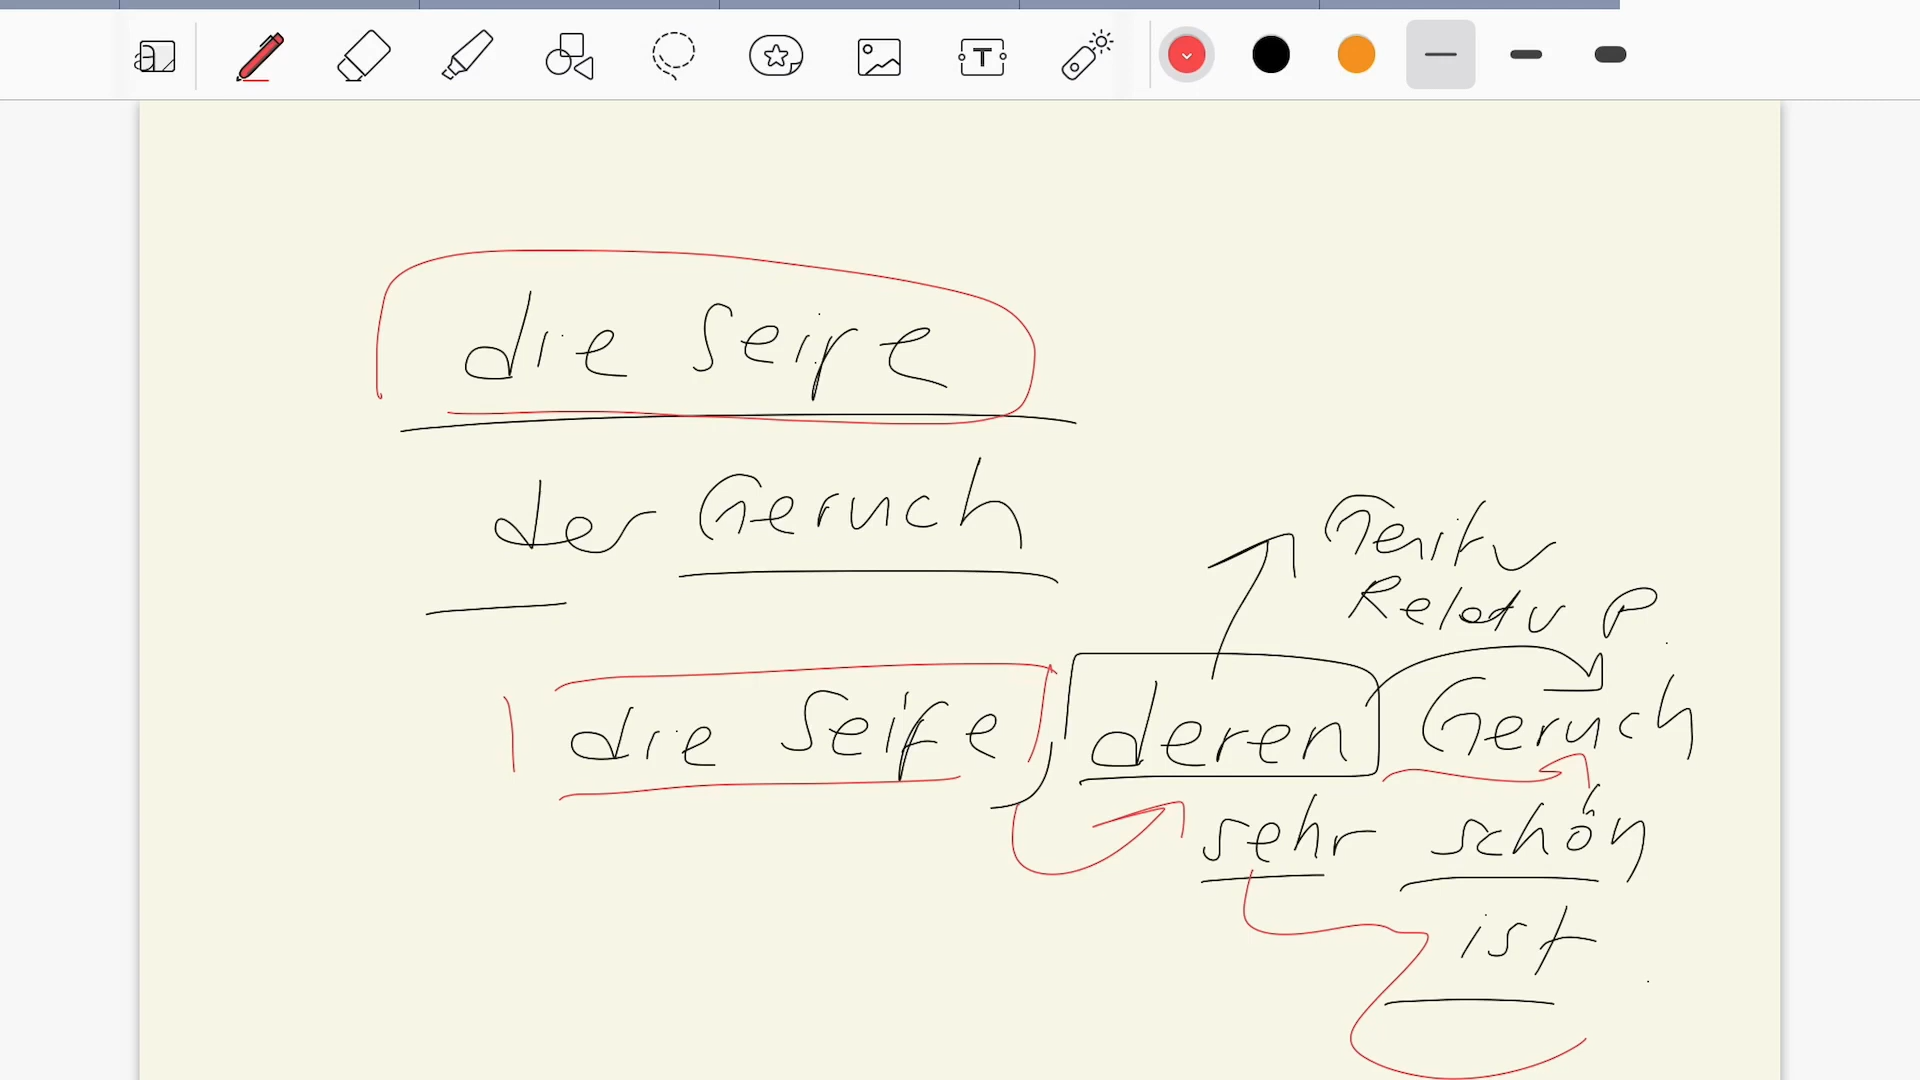 die Seife
der Geruch
Genitiv
Relativ P.
die Seife, deren Geruch
sehr schön
ist